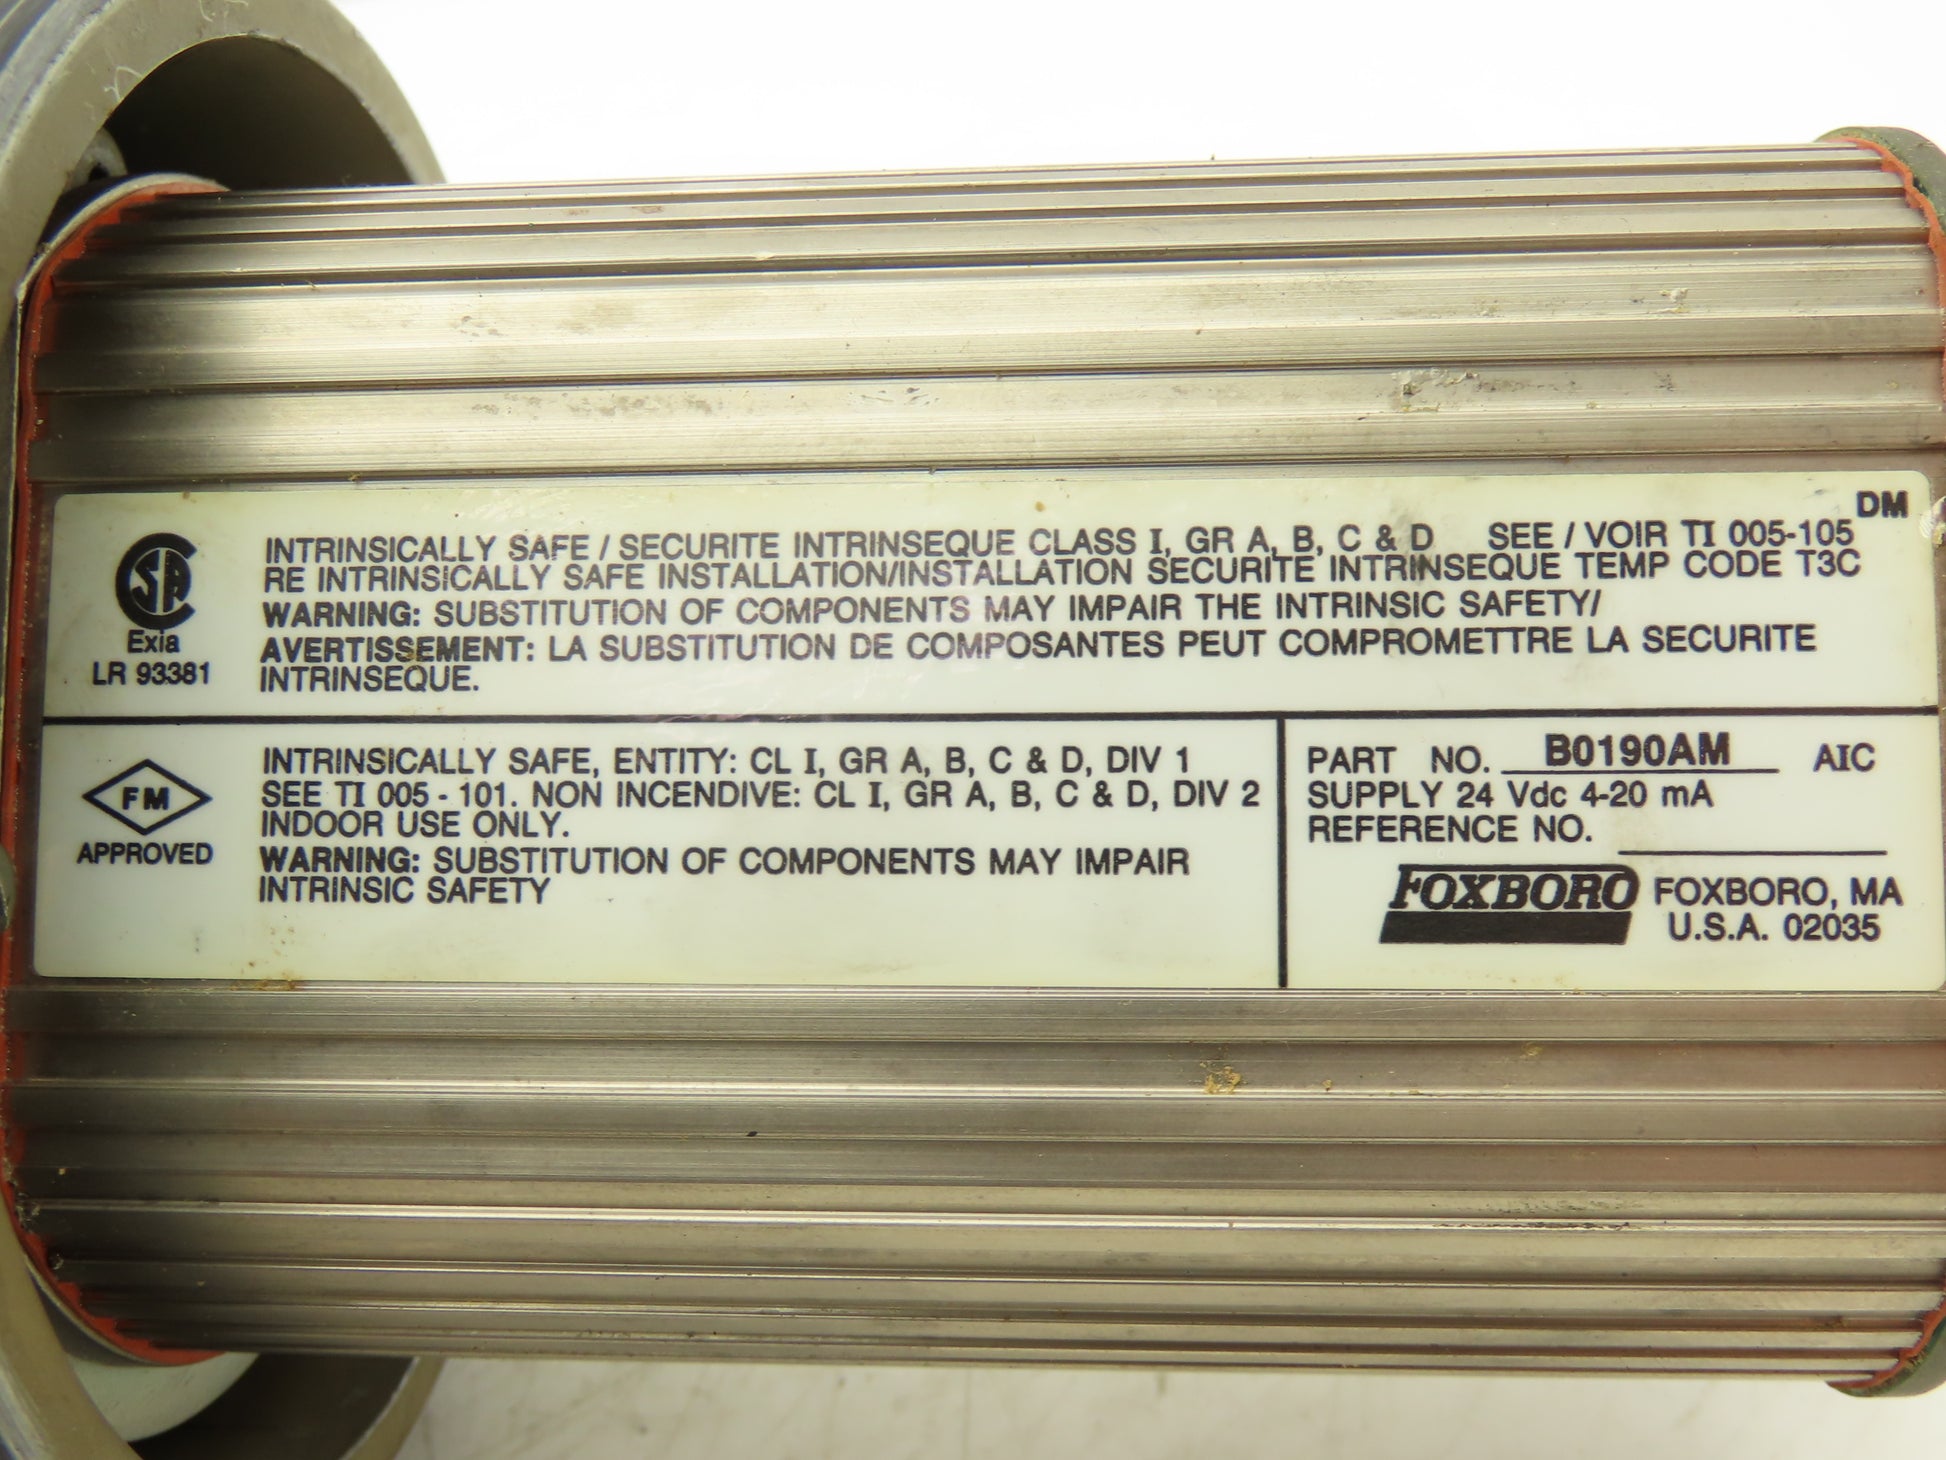 DM
INTRINSICALLY SAFE / SECURITE INTRINSEQUE CLASS I, GR A, B, C & D SEE / VOIR TI 005-105
RE INTRINSICALLY SAFE INSTALLATION/INSTALLATION SECURITE INTRINSEQUE TEMP CODE T3C
WARNING: SUBSTITUTION OF COMPONENTS MAY IMPAIR THE INTRINSIC SAFETY/
AVERTISSEMENT: LA SUBSTITUTION DE COMPOSANTES PEUT COMPROMETTRE LA SECURITE
INTRINSEQUE.
SA
Exia
LR 93381
FM
APPROVED
INTRINSICALLY SAFE, ENTITY: CL I, GR A, B, C & D, DIV 1
SEE TI 005 - 101. NON INCENDIVE: CL I, GR A, B, C & D, DIV 2
INDOOR USE ONLY.
WARNING: SUBSTITUTION OF COMPONENTS MAY IMPAIR
INTRINSIC SAFETY
PART NO. B0190AM AIC
SUPPLY 24 Vdc 4-20 mA
REFERENCE NO.
FOXBORO FOXBORO, MA
U.S.A. 02035